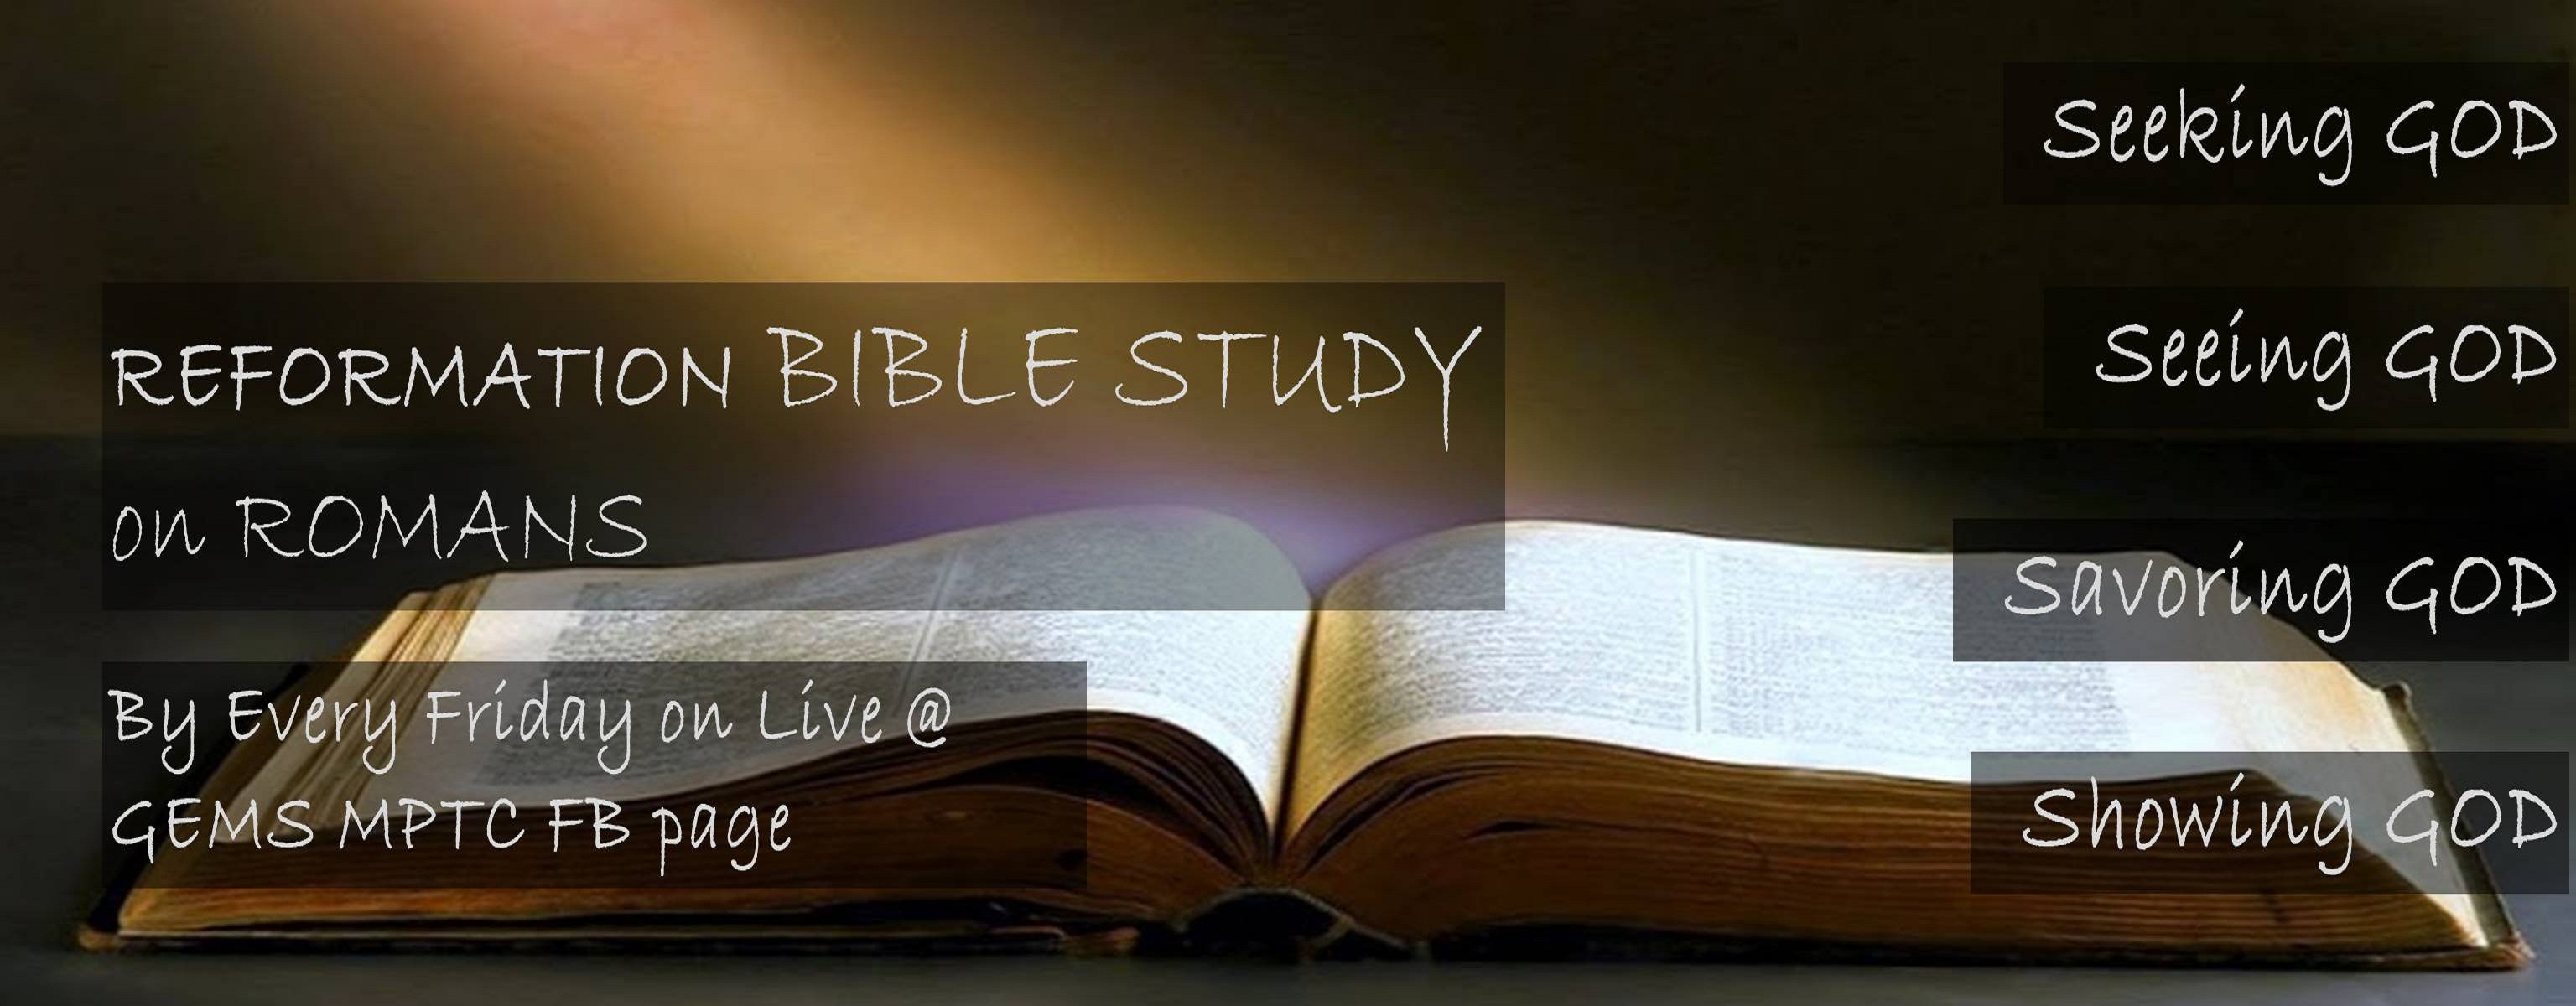 REFORMATION BIBLE STUDY
on ROMANS
By Every Friday on Live @
GEMS MPTC FB page
Seeking GOD
Seeing GOD
Savoring GOD
Showing GOD